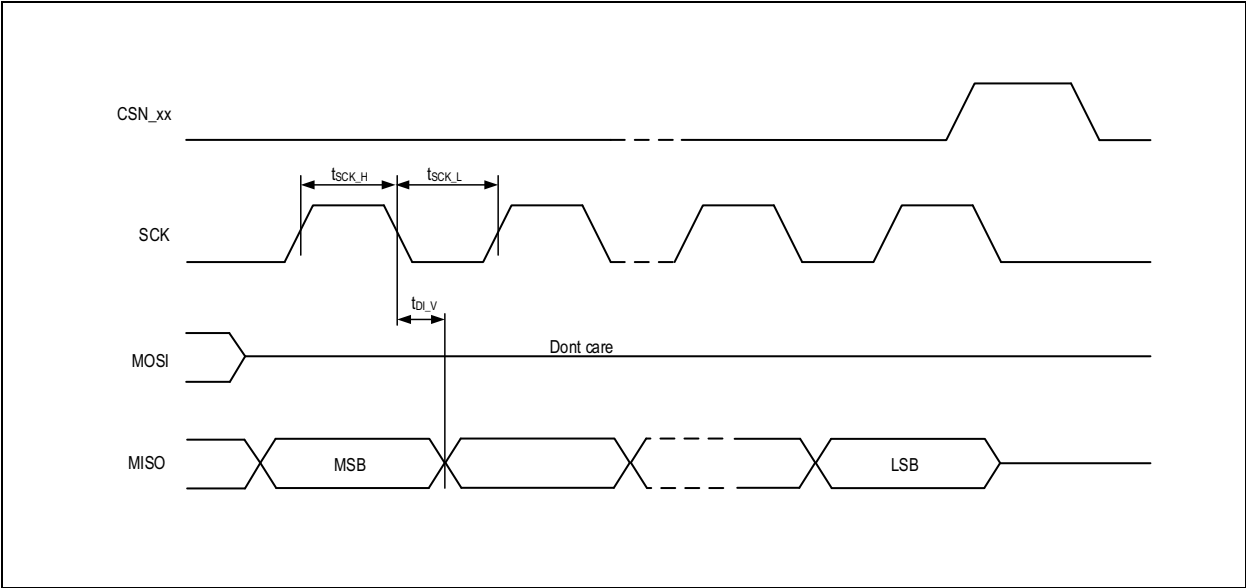 CSN_xx
tSCK_H
tSCK_L
SCK
tDI_V
MOSI
Dont care
MISO
MSB
LSB